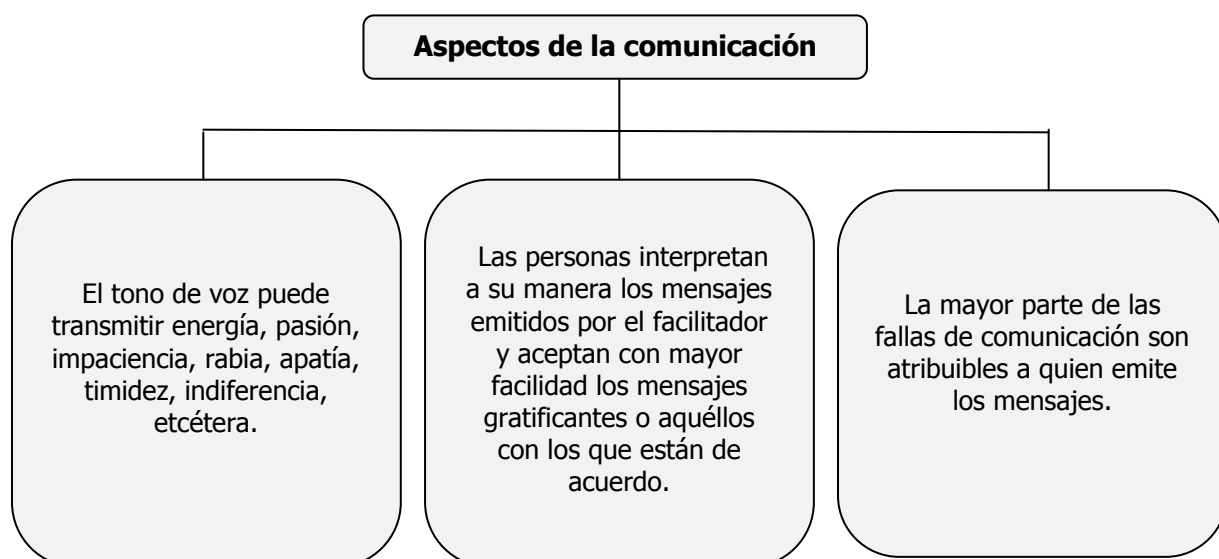 Aspectos de la comunicación
El tono de voz puede
transmitir energía, pasión,
impaciencia, rabia, apatía,
timidez, indiferencia,
etcétera.
Las personas interpretan
a su manera los mensajes
emitidos por el facilitador
y aceptan con mayor
facilidad los mensajes
gratificantes o aquéllos
con los que están de
acuerdo.
La mayor parte de las
fallas de comunicación son
atribuibles a quien emite
los mensajes.